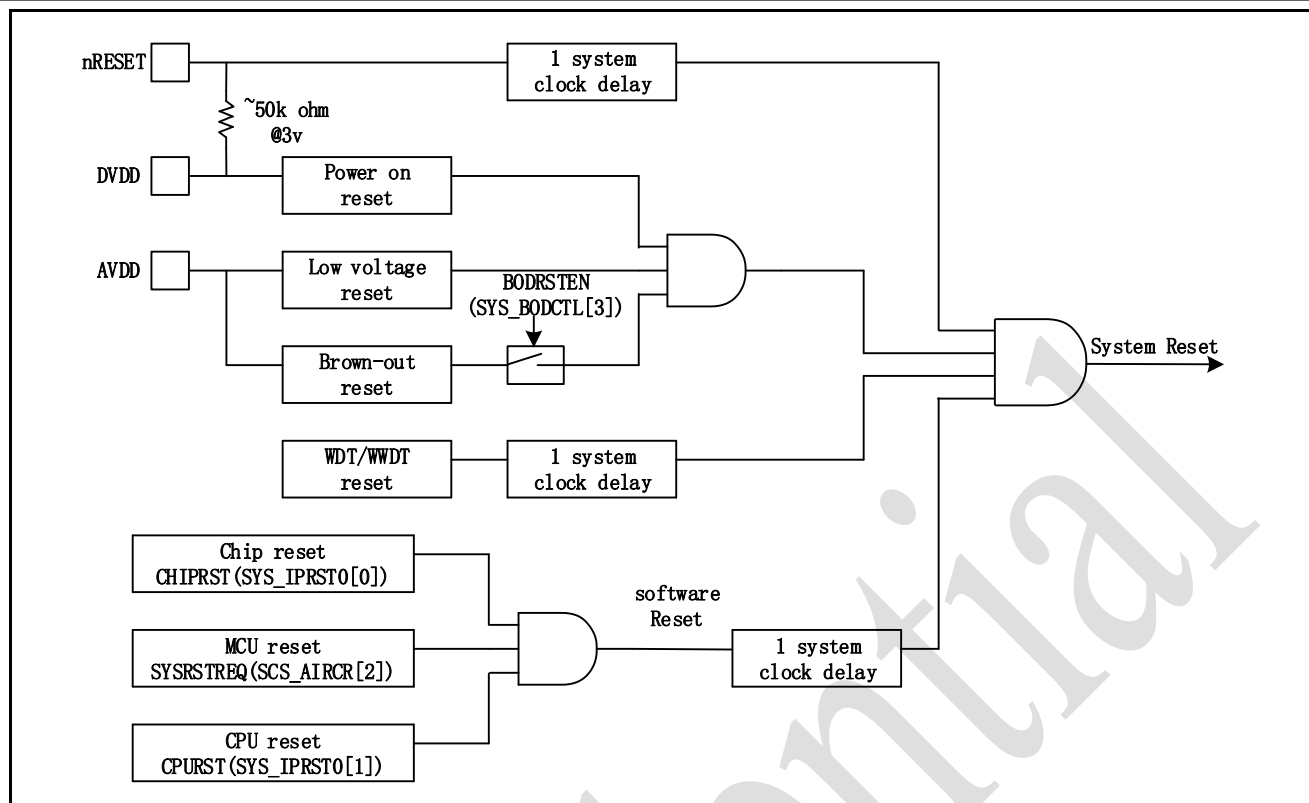 nRESET
1 system
clock delay
~50k ohm
@3v
DVDD
Power on
reset
AVDD
Low voltage
reset
BODRSTEN
(SYS_BODCTL[3])
System Reset
Brown-out
reset
WDT/WWDT
reset
1 system
clock delay
Chip reset
CHIPRST(SYS_IPRST0[0])
software
Reset
MCU reset
SYSRSTREQ(SCS_AIRCR[2])
1 system
clock delay
CPU reset
CPURST(SYS_IPRST0[1])